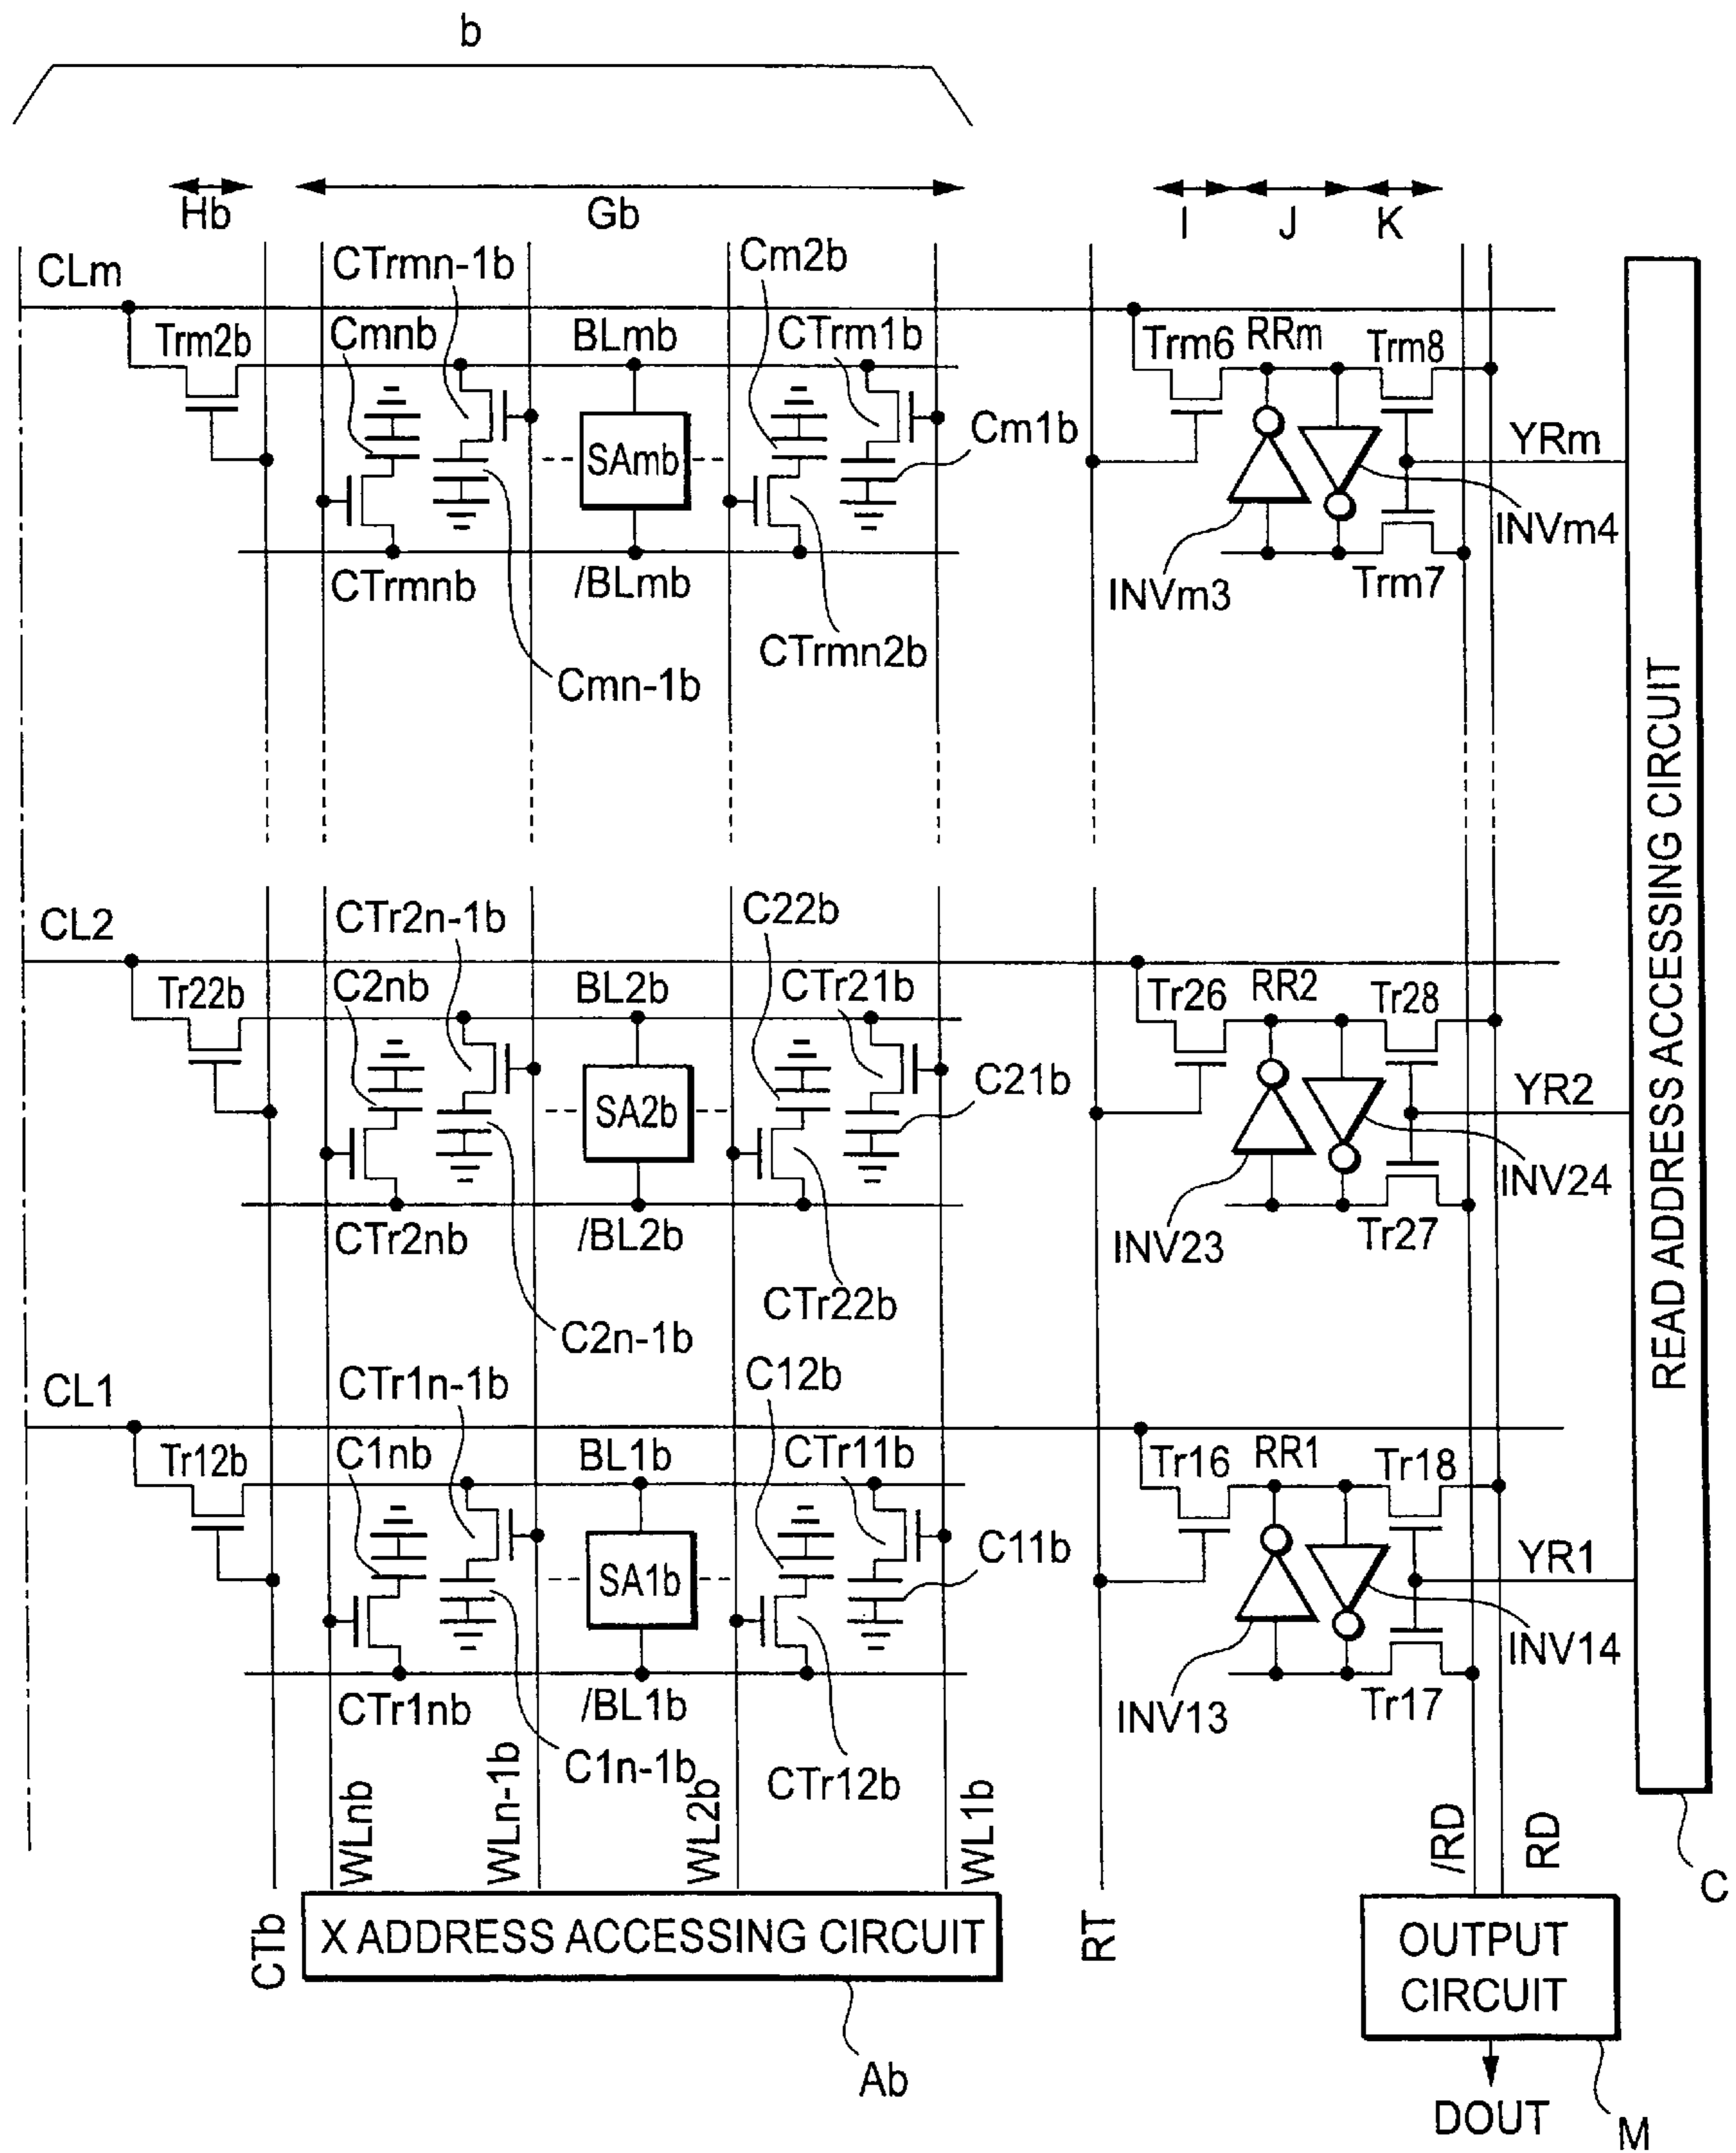 b
Hb
Gb
I
J
K
CLm
CTrmn-1b
Cm2b
Trm2b
Cmnb
BLmb
CTrm1b
Trm6
RRm
Trm8
Cm1b
SAmb
YRm
INVm4
CTrmnb
/BLmb
INVm3
Trm7
CTrmn2b
Cmn-1b
READ ADDRESS ACCESSING CIRCUIT
CL2
CTr2n-1b
C22b
Tr22b
C2nb
BL2b
CTr21b
Tr26
RR2
Tr28
C21b
SA2b
YR2
INV24
CTr2nb
/BL2b
INV23
Tr27
CTr22b
C2n-1b
CL1
CTr1n-1b
C12b
Tr12b
C1nb
BL1b
CTr11b
Tr16
RR1
Tr18
C11b
SA1b
YR1
INV14
CTr1nb
/BL1b
INV13
Tr17
C1n-1b
CTr12b
WLnb
WLn-1b
WL2b
WL1b
/RD
RD
C
CTb
X ADDRESS ACCESSING CIRCUIT
RT
OUTPUT
CIRCUIT
Ab
DOUT
M